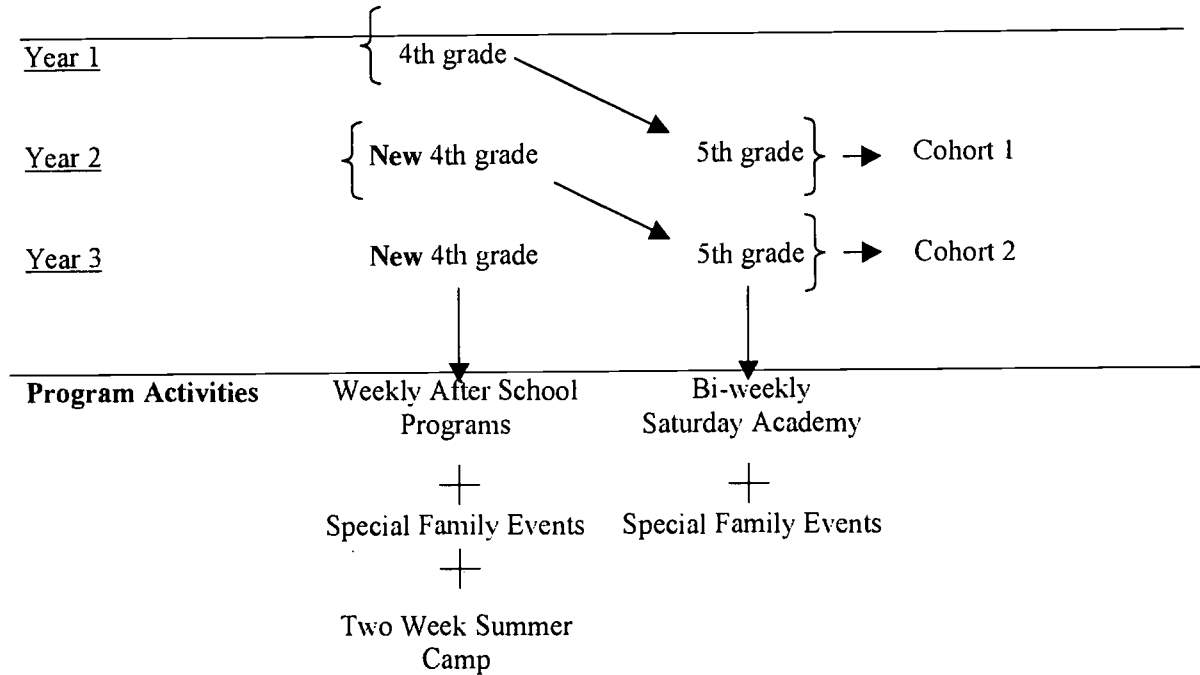 Year 1 4th grade
Year 2 New 4th grade 5th grade Cohort 1
Year 3 New 4th grade 5th grade Cohort 2
Program Activities Weekly After School Bi-weekly
Programs Saturday Academy
+ +
Special Family Events Special Family Events
+
Two Week Summer
Camp